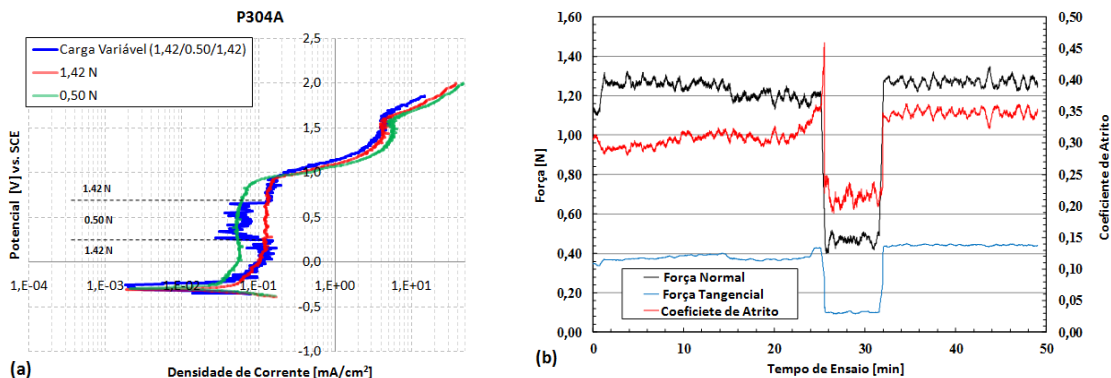 P304A
Carga Variável (1,42/0.50/1,42)
1,42 N
0,50 N
2,5
2,0
1,5
1,0
0,5
0,0
-0,5
-1,0
1.42 N
0.50 N
1.42 N
1,E-04
1,E-03
1,E-02
1,E-01
1,E+00
1,E+01
Potencial [V] vs. SCE
Densidade de Corrente [mA/cm²]
(a)
1,60
1,40
1,20
1,00
0,80
0,60
0,40
0,20
0,00
Força [N]
0,50
0,45
0,40
0,35
0,30
0,25
0,20
0,15
0,10
0,05
0,00
Coeficiente de Atrito
Força Normal
Força Tangencial
Coeficiete de Atrito
0
10
20
30
40
50
Tempo de Ensaio [min]
(b)